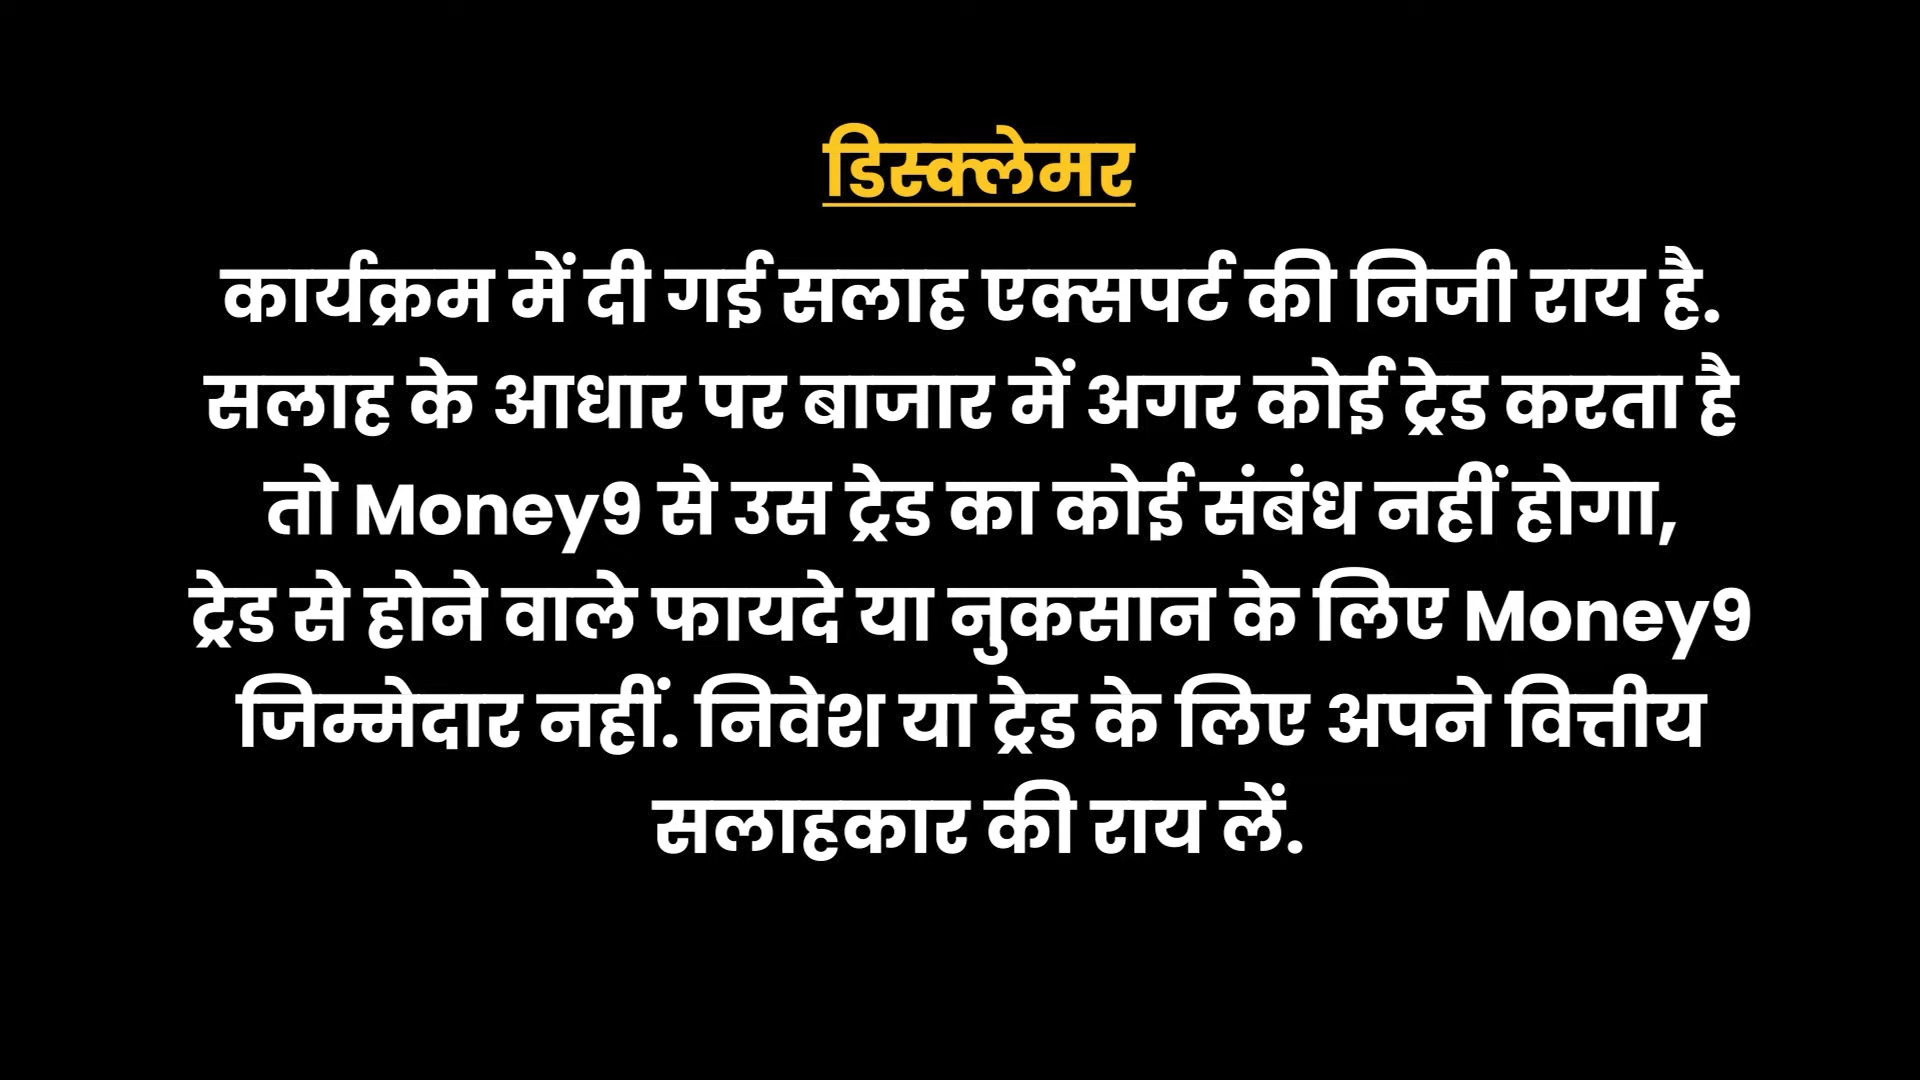 डिस्क्लेमर
कार्यक्रम में दी गई सलाह एक्सपर्ट की निजी राय है.
सलाह के आधार पर बाजार में अगर कोई ट्रेड करता है
तो Money9 से उस ट्रेड का कोई संबंध नहीं होगा,
ट्रेड से होने वाले फायदे या नुकसान के लिए Money9
जिम्मेदार नहीं. निवेश या ट्रेड के लिए अपने वित्तीय
सलाहकार की राय लें.